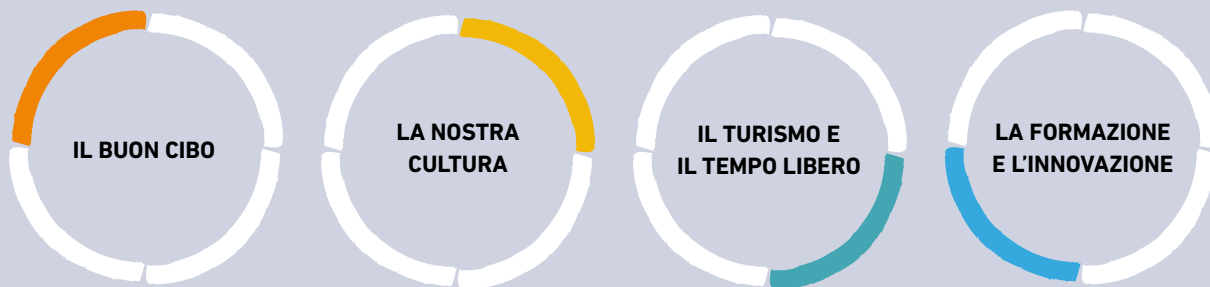 IL BUON CIBO
LA NOSTRA
CULTURA
IL TURISMO E
IL TEMPO LIBERO
LA FORMAZIONE
E L'INNOVAZIONE